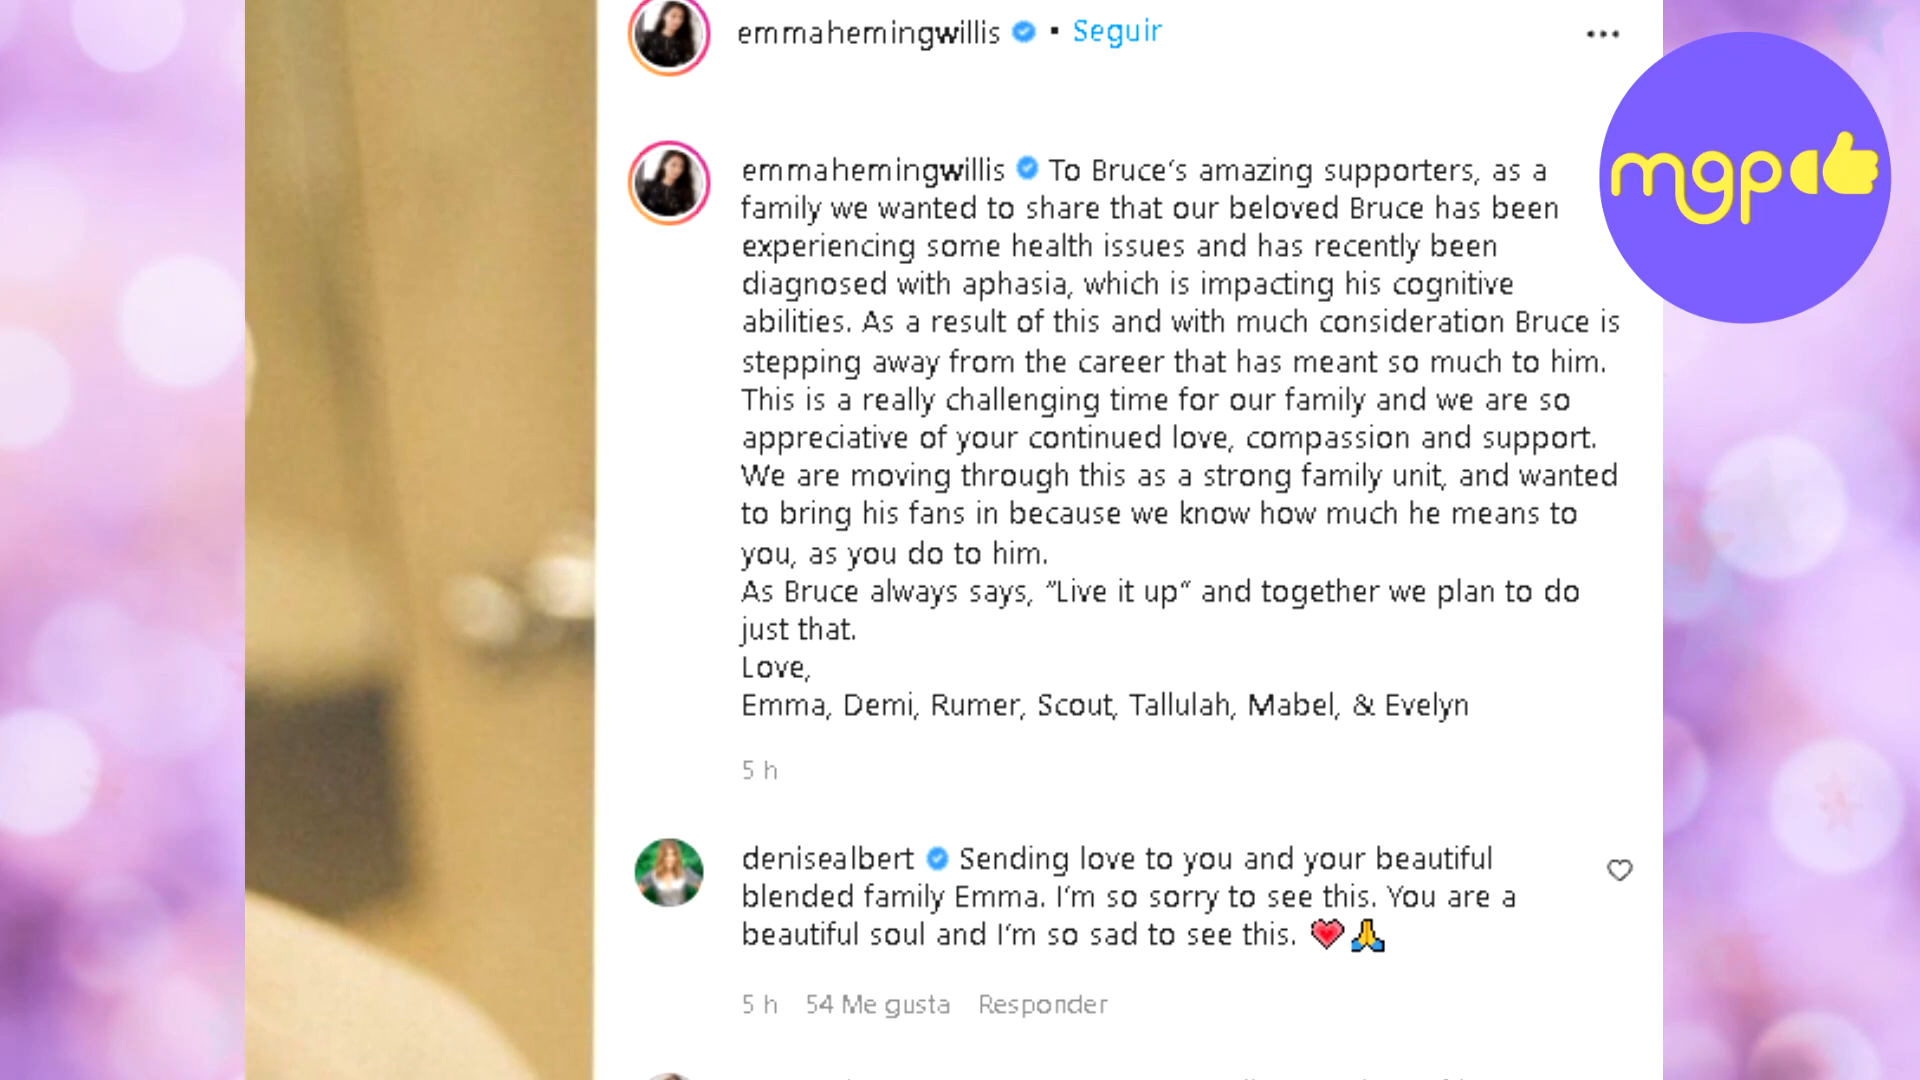 emmahemingwillis • Seguir
mgp
emmahemingwillis To Bruce's amazing supporters, as a
family we wanted to share that our beloved Bruce has been
experiencing some health issues and has recently been
diagnosed with aphasia, which is impacting his cognitive
abilities. As a result of this and with much consideration Bruce is
stepping away from the career that has meant so much to him.
This is a really challenging time for our family and we are so
appreciative of your continued love, compassion and support.
We are moving through this as a strong family unit, and wanted
to bring his fans in because we know how much he means to
you, as you do to him.
As Bruce always says, "Live it up" and together we plan to do
just that.
Love,
Emma, Demi, Rumer, Scout, Tallulah, Mabel, & Evelyn
5 h
denisealbert Sending love to you and your beautiful
blended family Emma. I'm so sorry to see this. You are a
beautiful soul and I'm so sad to see this. ❤️🙏
5 h 54 Me gusta Responder